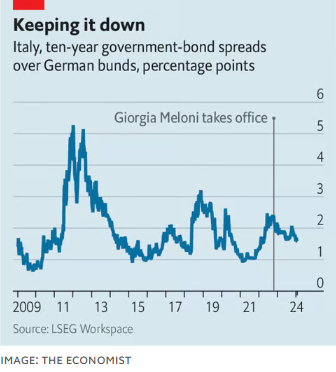 Keeping it down
Italy, ten-year government-bond spreads
over German bunds, percentage points
6
Giorgia Meloni takes office
5
4
3
2
1
0
2009 11 13 15 17 19 21 24
Source: LSEG Workspace
IMAGE: THE ECONOMIST